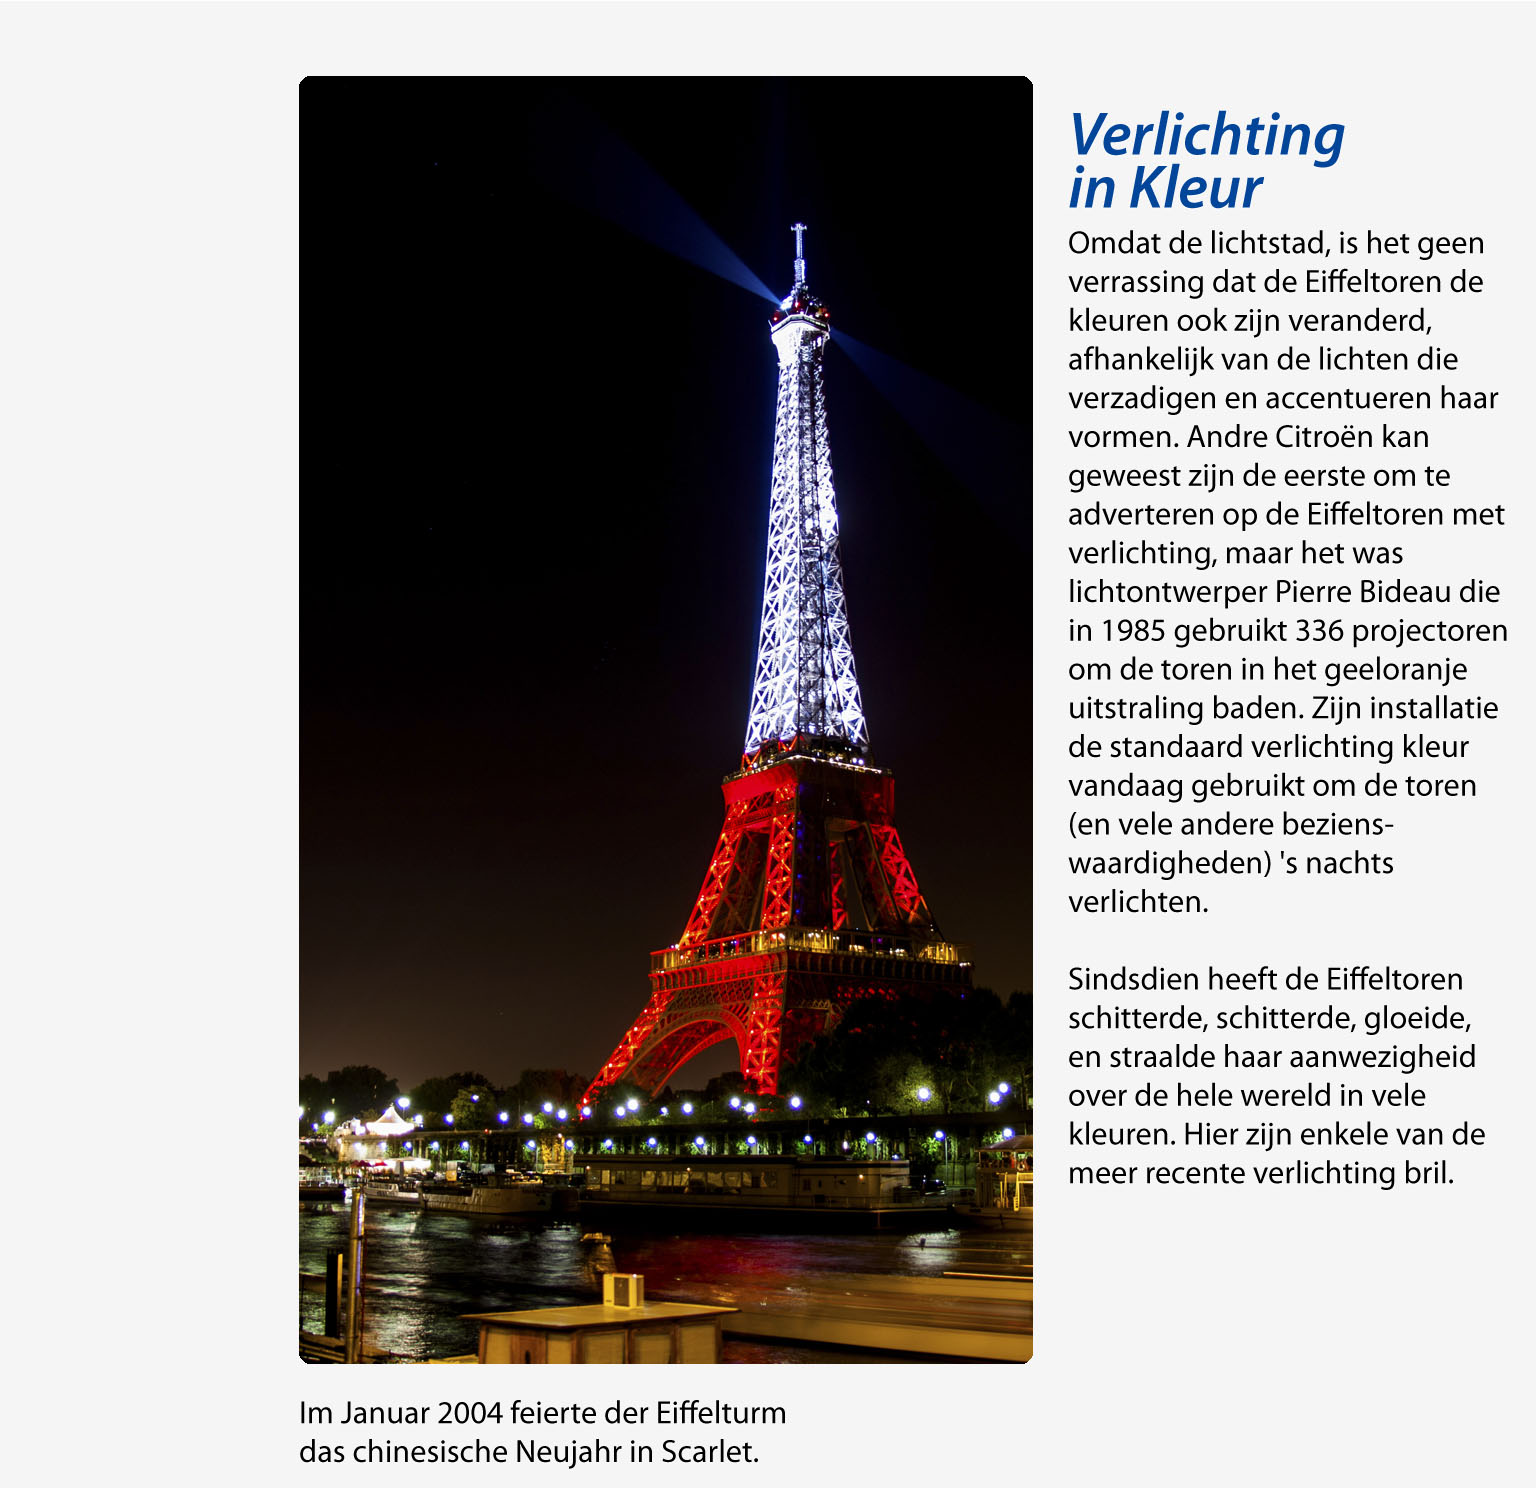 Verlichting
in Kleur
Omdat de lichtstad, is het geen
verrassing dat de Eiffeltoren de
kleuren ook zijn veranderd,
afhankelijk van de lichten die
verzadigen en accentueren haar
vormen. Andre Citroën kan
geweest zijn de eerste om te
adverteren op de Eiffeltoren met
verlichting, maar het was
lichtontwerper Pierre Bideau die
in 1985 gebruikt 336 projectoren
om de toren in het geeloranje
uitstraling baden. Zijn installatie
de standaard verlichting kleur
vandaag gebruikt om de toren
(en vele andere beziens-
waardigheden) 's nachts
verlichten.
Sindsdien heeft de Eiffeltoren
schitterde, schitterde, gloeide,
en straalde haar aanwezigheid
over de hele wereld in vele
kleuren. Hier zijn enkele van de
meer recente verlichting bril.
Im Januar 2004 feierte der Eiffelturm
das chinesische Neujahr in Scarlet.